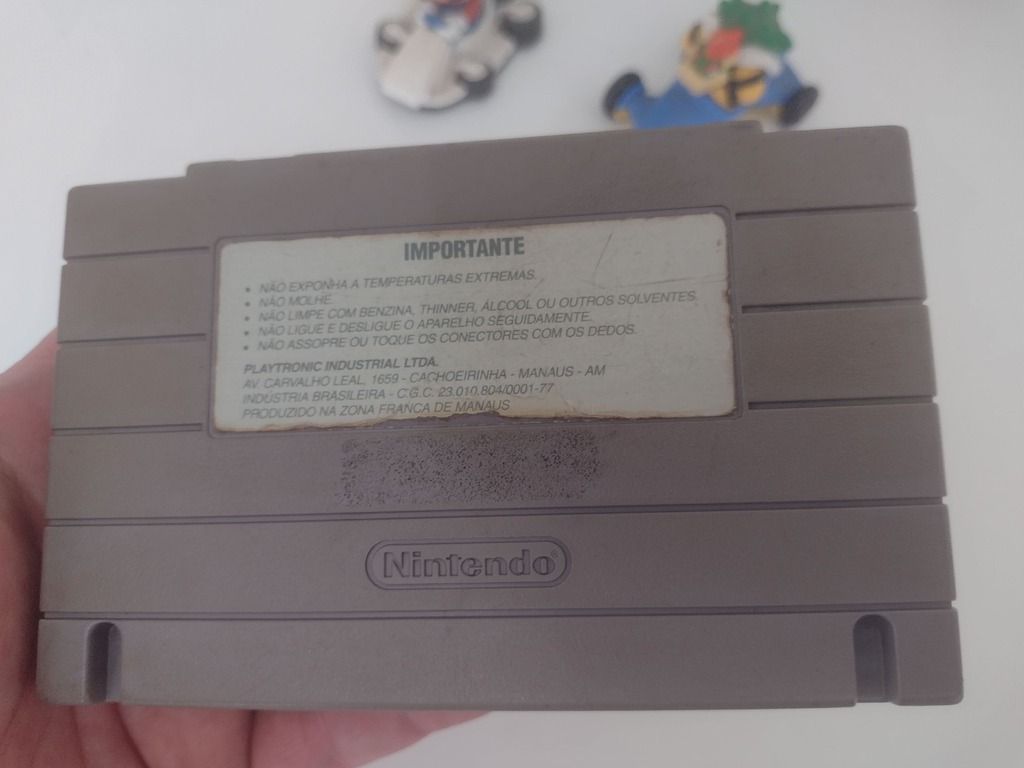 IMPORTANTE
• NÃO EXPONHA A TEMPERATURAS EXTREMAS.
• NÃO MOLHE.
• NÃO LIMPE COM BENZINA, THINNER, ÁLCOOL OU OUTROS SOLVENTES.
• NÃO LIGUE E DESLIGUE O APARELHO SEGUIDAMENTE.
• NÃO ASSOPRE OU TOQUE OS CONECTORES COM OS DEDOS.
PLAYTRONIC INDUSTRIAL LTDA.
AV. CARVALHO LEAL, 1659 - CACHOEIRINHA - MANAUS - AM
INDÚSTRIA BRASILEIRA - C.G.C. 23.010.804/0001-77
PRODUZIDO NA ZONA FRANCA DE MANAUS
Nintendo®